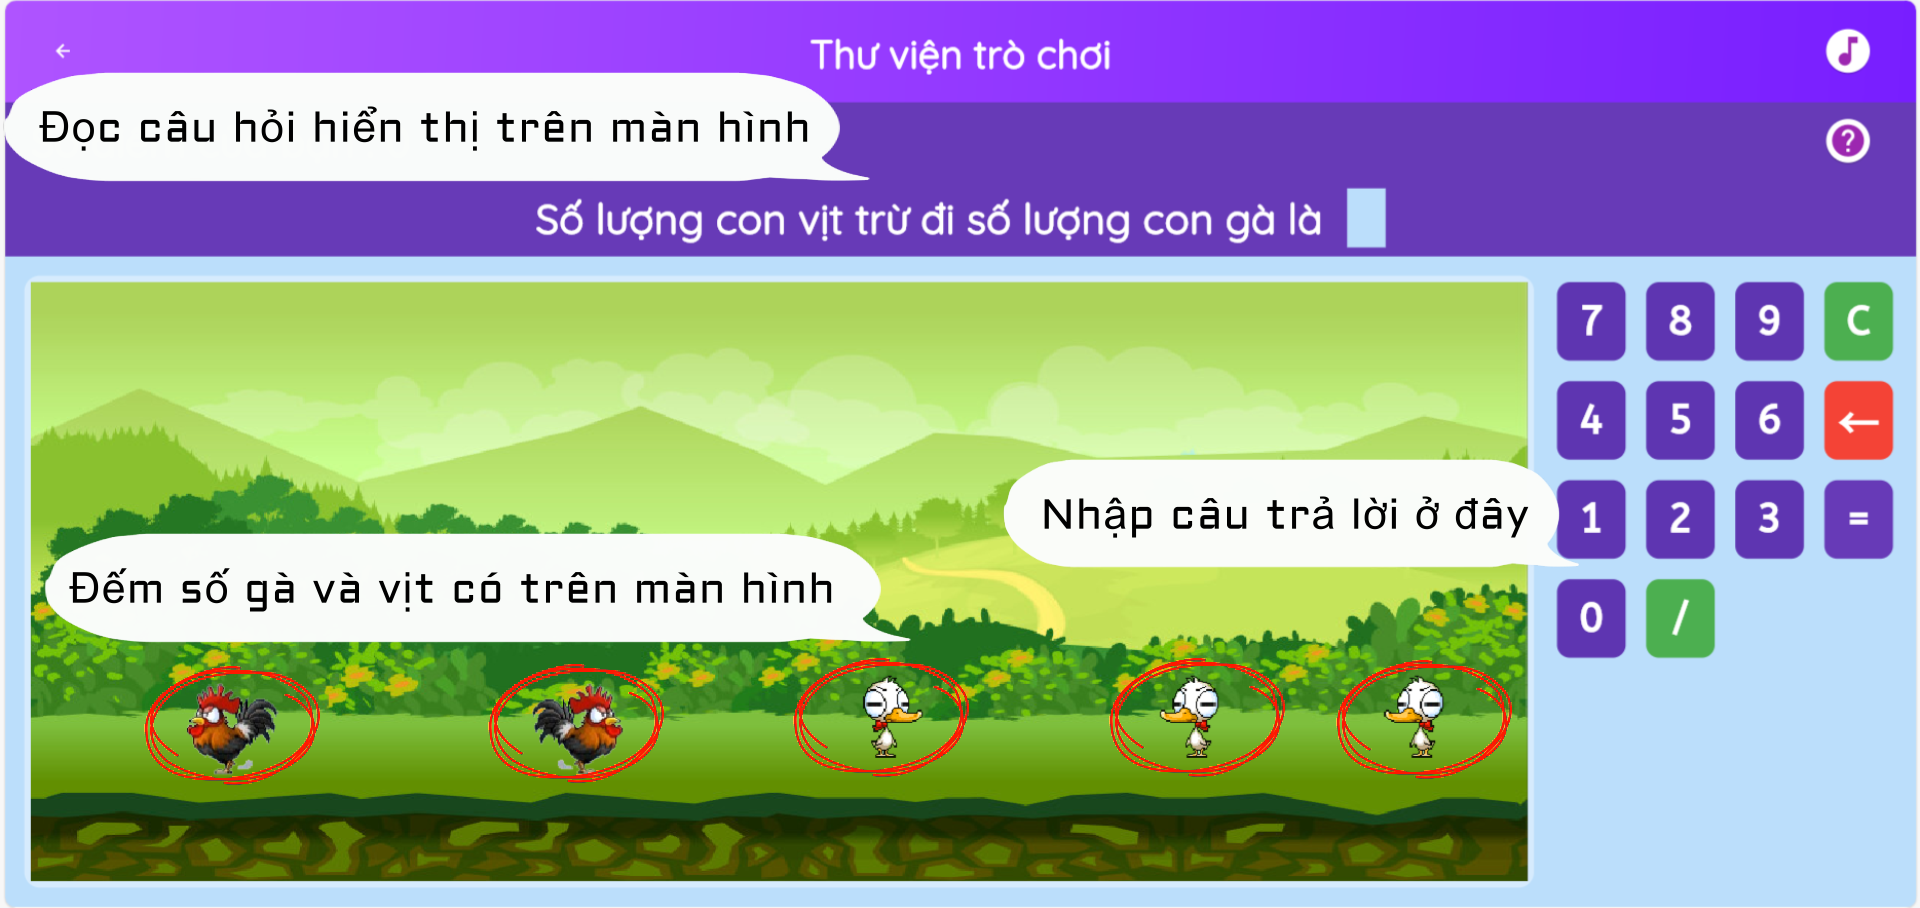 Thư viện trò chơi
Đọc câu hỏi hiển thị trên màn hình
?
Số lượng con vịt trừ đi số lượng con gà là
7 8 9 C
4 5 6 ←
Nhập câu trả lời ở đây
1 2 3 =
Đếm số gà và vịt có trên màn hình
0 /